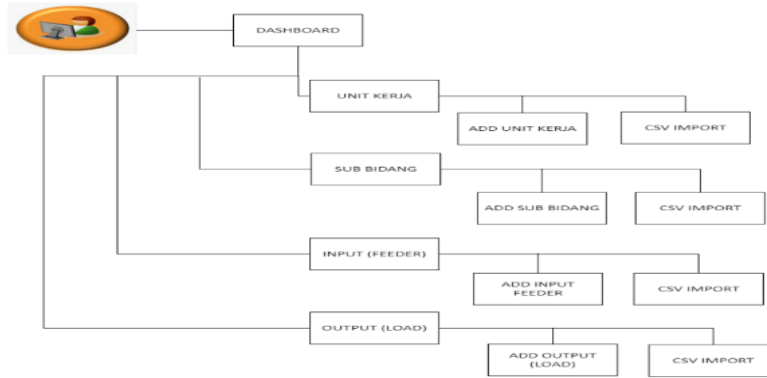 DASHBOARD
UNIT KERJA
ADD UNIT KERJA
CSV IMPORT
SUB BIDANG
ADD SUB BIDANG
CSV IMPORT
INPUT (FEEDER)
ADD INPUT
FEEDER
CSV IMPORT
OUTPUT (LOAD)
ADD OUTPUT
(LOAD)
CSV IMPORT